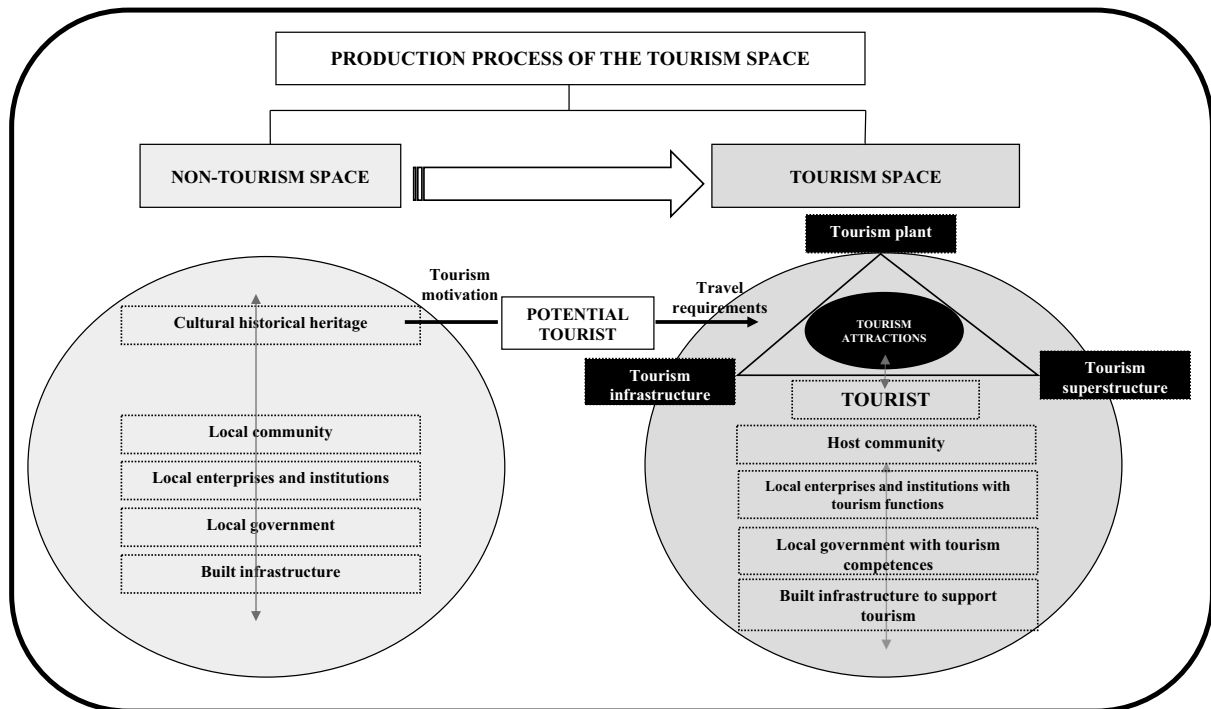 PRODUCTION PROCESS OF THE TOURISM SPACE
NON-TOURISM SPACE
TOURISM SPACE
Tourism plant
Tourism
motivation
Travel
requirements
Cultural historical heritage
POTENTIAL
TOURIST
TOURISM
ATTRACTIONS
Tourism
infrastructure
Tourism
superstructure
TOURIST
Local community
Local enterprises and institutions
Local government
Built infrastructure
Host community
Local enterprises and institutions with
tourism functions
Local government with tourism
competences
Built infrastructure to support
tourism